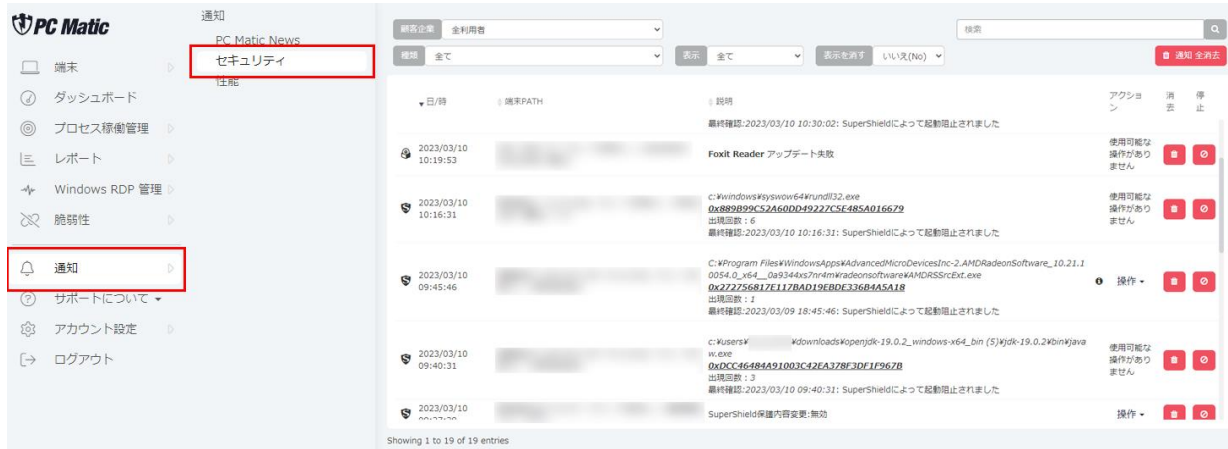 PC Matic
端末
ダッシュボード
プロセス稼働管理
レポート
Windows RDP 管理
脆弱性
通知
サポートについて
アカウント設定
ログアウト
通知
PC Matic News
セキュリティ
性能
顧客企業 全利用者
検索
種類 全て 表示 全て 表示を消す いいえ(No)
通知 全消去
日/時 端末PATH 説明 アクション 消去 停止
最終確認:2023/03/10 10:30:02: SuperShieldによって起動阻止されました
2023/03/10
10:19:53
Foxit Reader アップデート失敗
使用可能な
操作があり
ません
2023/03/10
10:16:31
c:¥windows¥syswow64¥rundll32.exe
0x889B99C52A60DD49227C5E485A016679
出現回数：6
最終確認:2023/03/10 10:16:31: SuperShieldによって起動阻止されました
使用可能な
操作があり
ません
2023/03/10
09:45:46
C:¥Program Files¥WindowsApps¥AdvancedMicroDevicesInc-2.AMDRadeonSoftware_10.21.1
0054.0_x64__0a9344xs7nr4m¥radeonsoftware¥AMDRSSrcExt.exe
0x272756817E117BAD19EBDE336B4A5A18
出現回数：1
最終確認:2023/03/09 18:45:46: SuperShieldによって起動阻止されました
操作
2023/03/10
09:40:31
c:¥users¥ ¥downloads¥openjdk-19.0.2_windows-x64_bin (5)¥jdk-19.0.2¥bin¥java
w.exe
0xDCC46484A91003C42EA378F3DF1F967B
出現回数：3
最終確認:2023/03/10 09:40:31: SuperShieldによって起動阻止されました
使用可能な
操作があり
ません
2023/03/10
SuperShield保護内容変更:無効
操作
Showing 1 to 19 of 19 entries